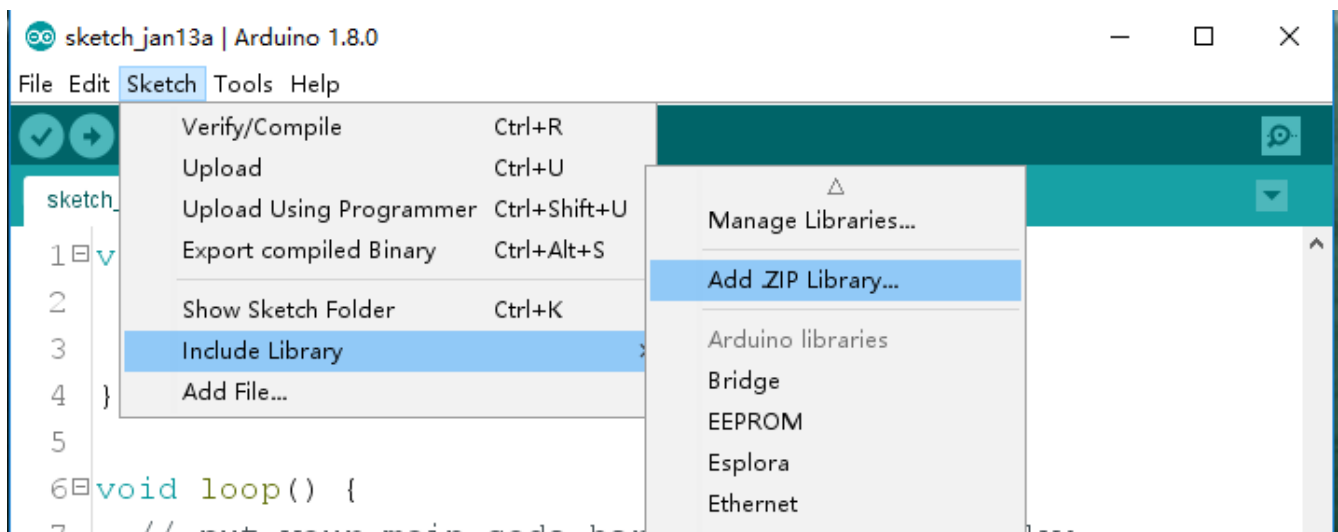 sketch_jan13a | Arduino 1.8.0
File Edit Sketch Tools Help
Verify/Compile Ctrl+R
Upload Ctrl+U
Upload Using Programmer Ctrl+Shift+U
Export compiled Binary Ctrl+Alt+S
Show Sketch Folder Ctrl+K
Include Library
Add File...
Manage Libraries...
Add .ZIP Library...
Arduino libraries
Bridge
EEPROM
Esplora
Ethernet
sketch_
1 v
2
3
4 }
5
6 void loop() {